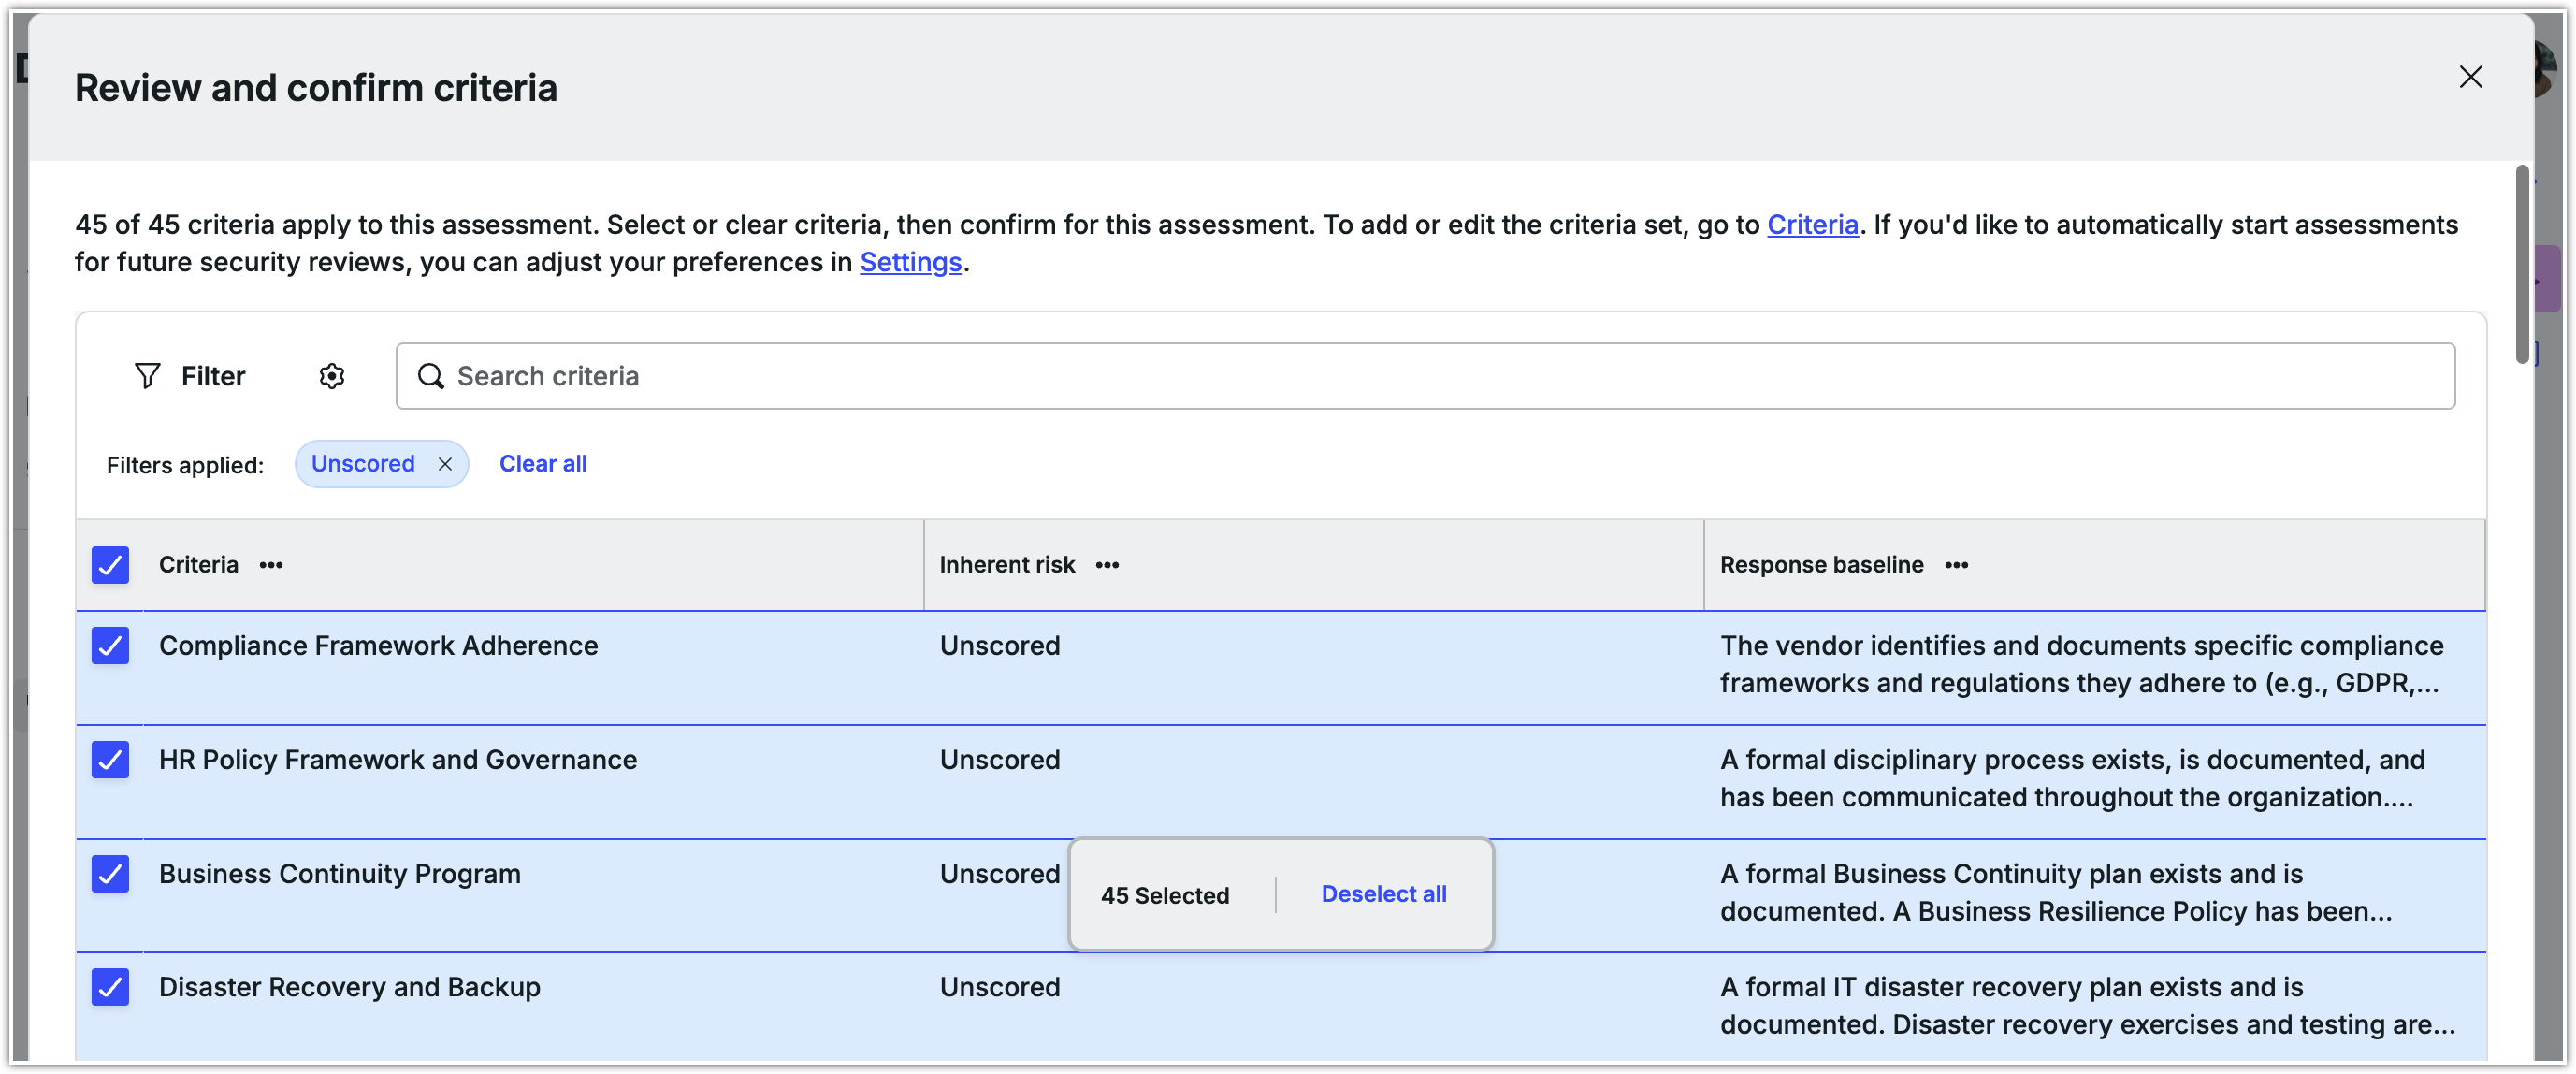 Review and confirm criteria
45 of 45 criteria apply to this assessment. Select or clear criteria, then confirm for this assessment. To add or edit the criteria set, go to Criteria. If you'd like to automatically start assessments
for future security reviews, you can adjust your preferences in Settings.
Filter
Search criteria
Filters applied: Unscored Clear all
Criteria Inherent risk Response baseline
Compliance Framework Adherence Unscored The vendor identifies and documents specific compliance
frameworks and regulations they adhere to (e.g., GDPR,...
HR Policy Framework and Governance Unscored A formal disciplinary process exists, is documented, and
has been communicated throughout the organization....
Business Continuity Program Unscored A formal Business Continuity plan exists and is
documented. A Business Resilience Policy has been...
45 Selected Deselect all
Disaster Recovery and Backup Unscored A formal IT disaster recovery plan exists and is
documented. Disaster recovery exercises and testing are...